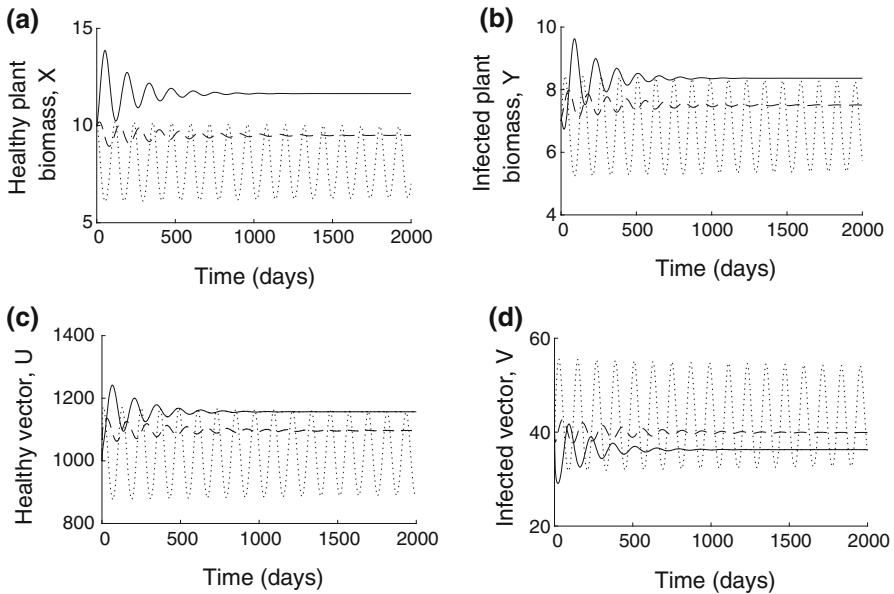 (a)
15
10
5
Healthy plant
biomass, X
0
500
1000
1500
2000
Time (days)
(b)
10
8
6
4
Infected plant
biomass, Y
0
500
1000
1500
2000
Time (days)
(c)
1400
1200
1000
800
Healthy vector, U
0
500
1000
1500
2000
Time (days)
(d)
60
40
20
Infected vector, V
0
500
1000
1500
2000
Time (days)